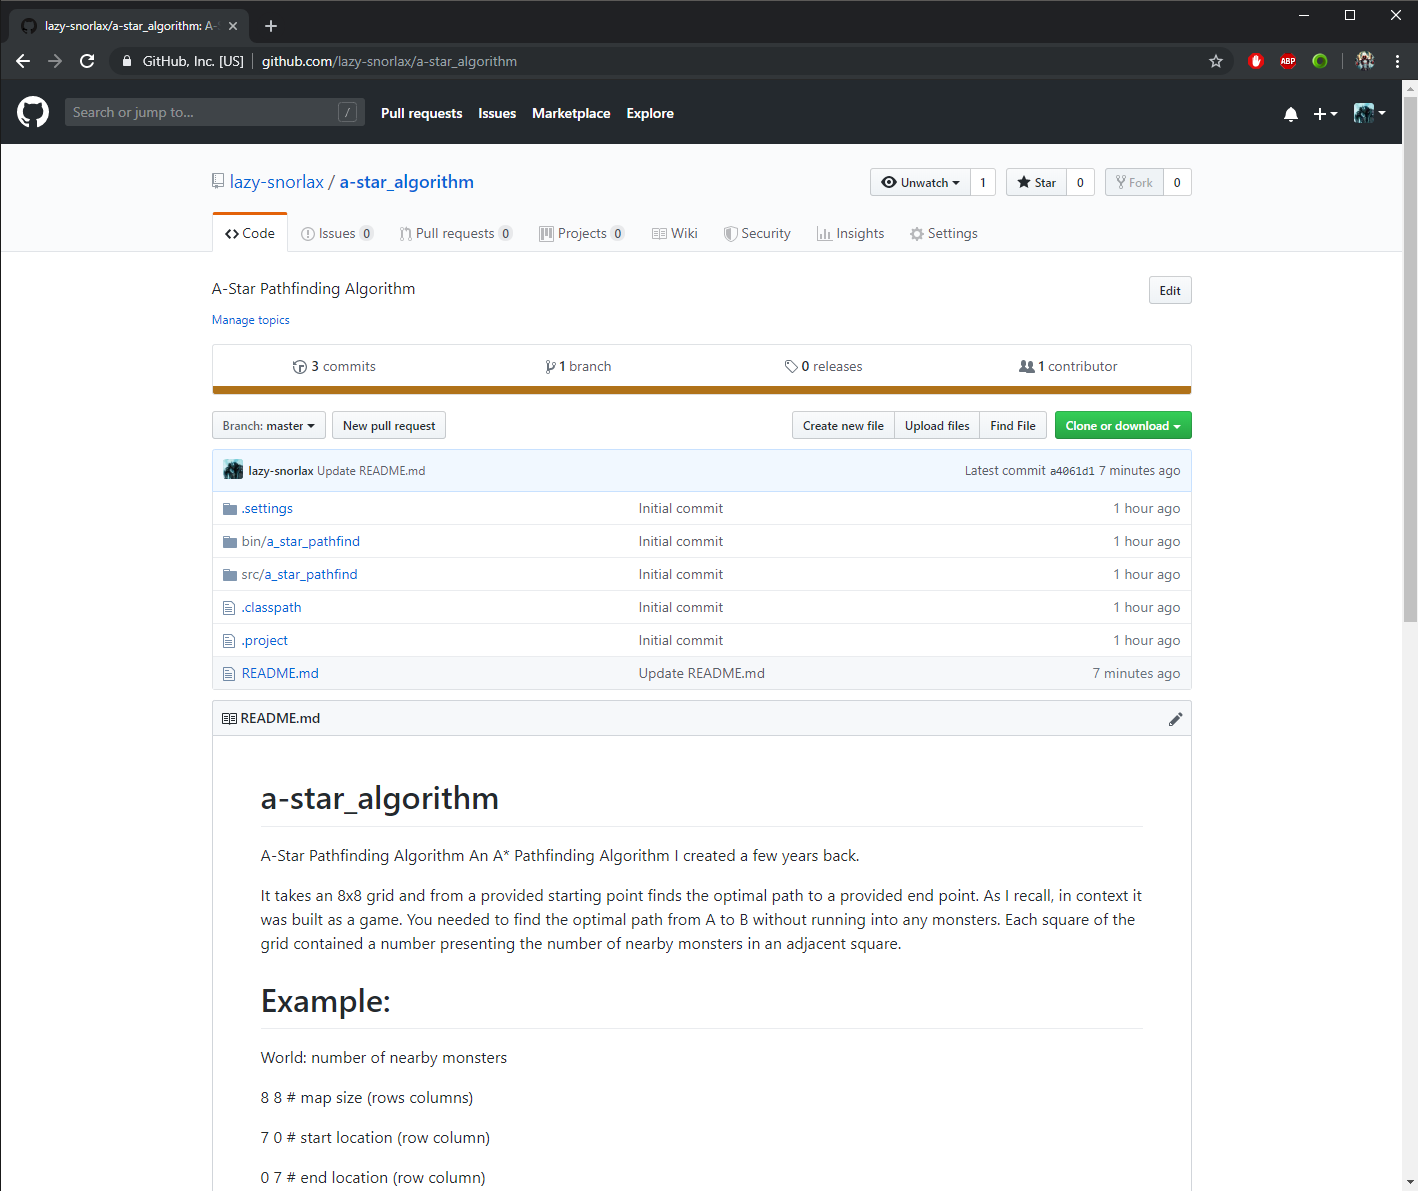 lazy-snorlax/a-star_algorithm: A-S
GitHub, Inc. [US] github.com/lazy-snorlax/a-star_algorithm ABP
Search or jump to... / Pull requests Issues Marketplace Explore
lazy-snorlax / a-star_algorithm Unwatch 1 Star 0 Fork 0
Code Issues 0 Pull requests 0 Projects 0 Wiki Security Insights Settings
A-Star Pathfinding Algorithm Edit
Manage topics
3 commits 1 branch 0 releases 1 contributor
Branch: master New pull request Create new file Upload files Find File Clone or download
lazy-snorlax Update README.md Latest commit a4061d1 7 minutes ago
.settings Initial commit 1 hour ago
bin/a_star_pathfind Initial commit 1 hour ago
src/a_star_pathfind Initial commit 1 hour ago
.classpath Initial commit 1 hour ago
.project Initial commit 1 hour ago
README.md Update README.md 7 minutes ago
README.md
a-star_algorithm
A-Star Pathfinding Algorithm An A* Pathfinding Algorithm I created a few years back.
It takes an 8x8 grid and from a provided starting point finds the optimal path to a provided end point. As I recall, in context it
was built as a game. You needed to find the optimal path from A to B without running into any monsters. Each square of the
grid contained a number presenting the number of nearby monsters in an adjacent square.
Example:
World: number of nearby monsters
8 8 # map size (rows columns)
7 0 # start location (row column)
0 7 # end location (row column)